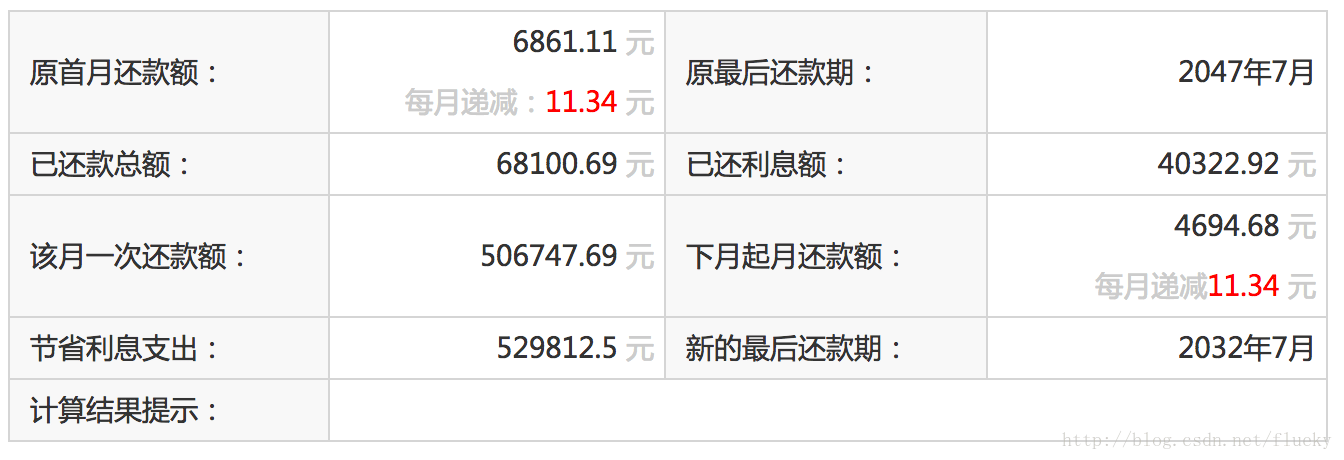 原首月还款额：
6861.11 元
每月递减：11.34 元
原最后还款期：
2047年7月
已还款总额：
68100.69 元
已还利息额：
40322.92 元
该月一次还款额：
506747.69 元
下月起月还款额：
4694.68 元
每月递减11.34 元
节省利息支出：
529812.5 元
新的最后还款期：
2032年7月
计算结果提示：
http://blog.csdn.net/flucky